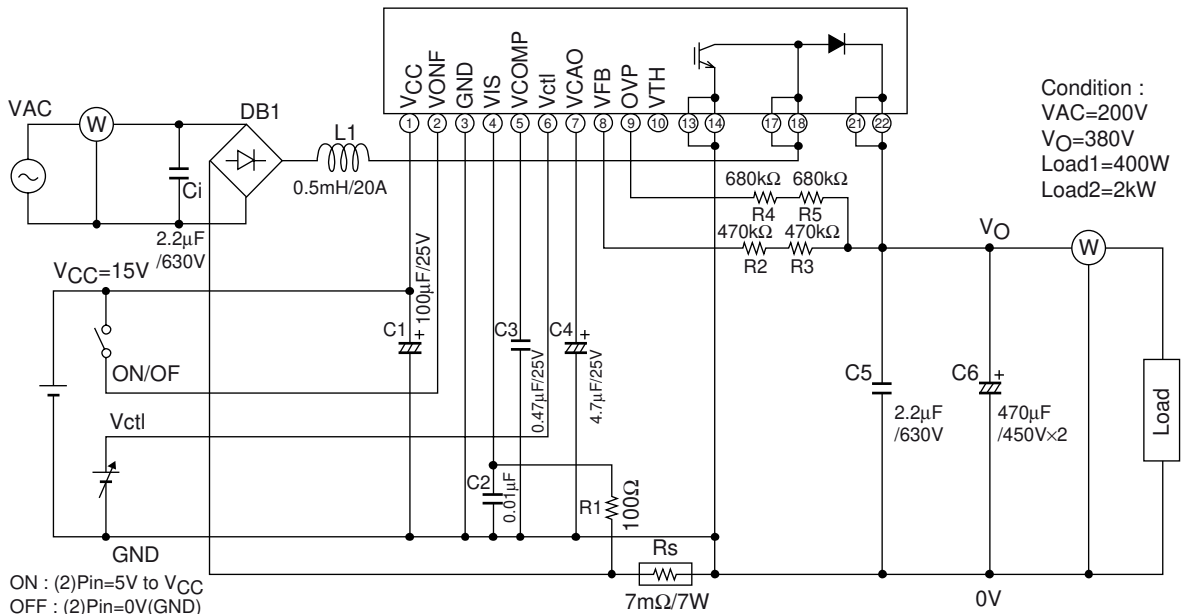 VCC
VONF
GND
VIS
VCOMP
Vctl
VCAO
VFB
OVP
VTH
1 2 3 4 5 6 7 8 9 10 13 14 17 18 21 22
VAC
W
DB1
L1
0.5mH/20A
Ci
2.2μF
/630V
Condition :
VAC=200V
VO=380V
Load1=400W
Load2=2kW
680kΩ 680kΩ
R4 R5
470kΩ 470kΩ
R2 R3
VO
W
VCC=15V
100μF/25V
C1 +
C3
0.47μF/25V
C4 +
4.7μF/25V
ON/OF
Vctl
C2
0.01μF
R1
100Ω
C5
2.2μF
/630V
C6 +
470μF
/450V×2
Load
GND
Rs
7mΩ/7W
0V
ON : (2)Pin=5V to VCC
OFF : (2)Pin=0V(GND)